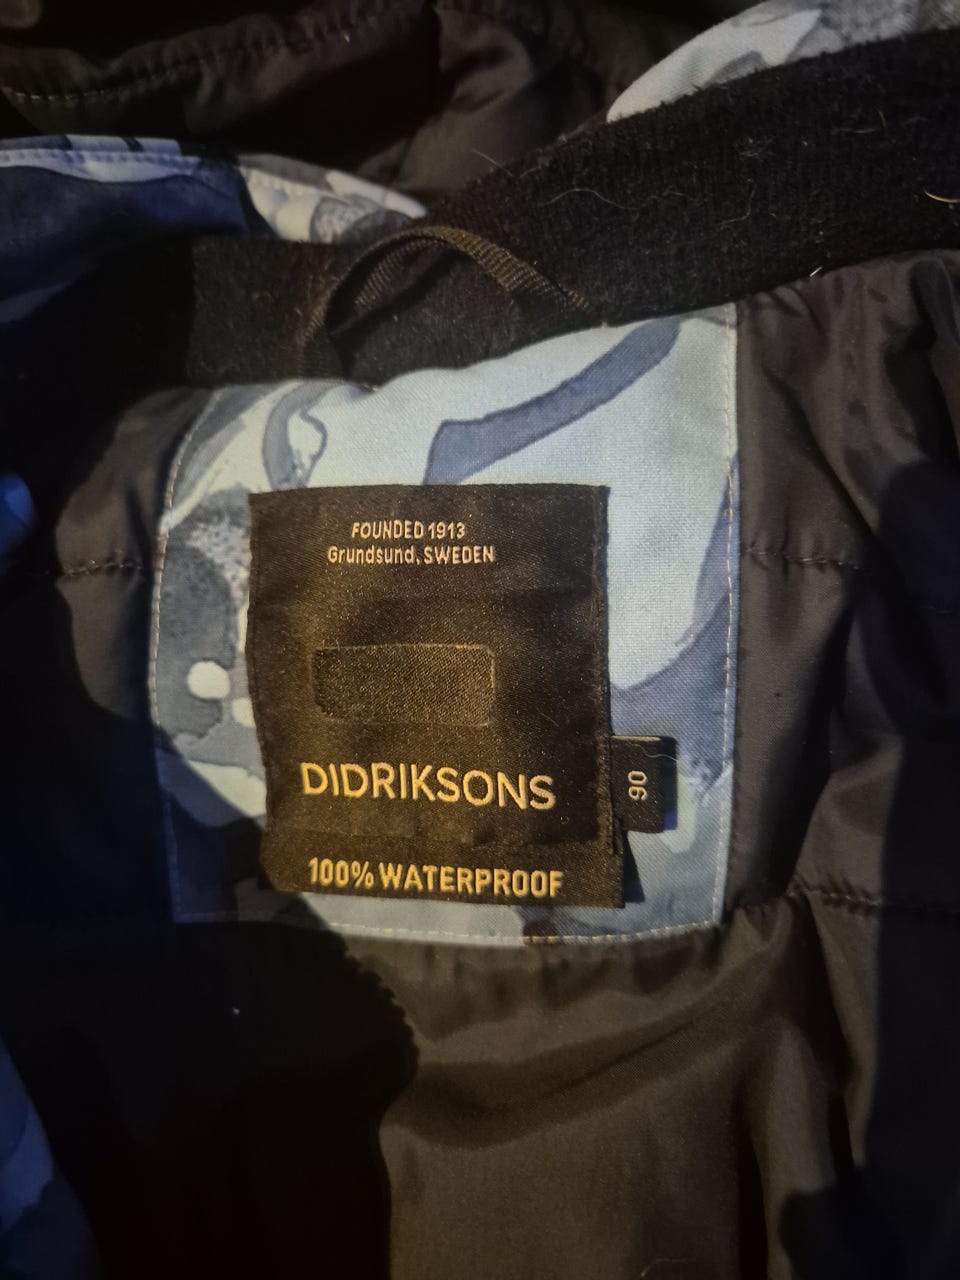 FOUNDED 1913
Grundsund, SWEDEN
DIDRIKSONS
90
100% WATERPROOF